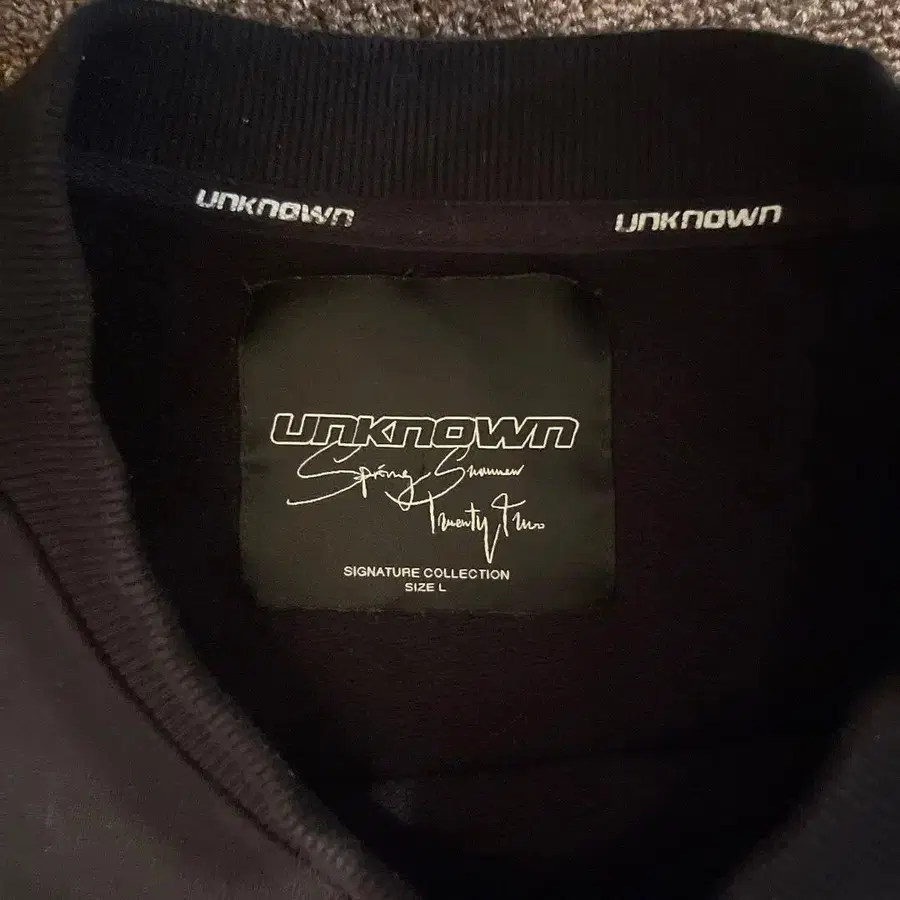 UNKNOWN UNKNOWN
UNKNOWN
Spring Summer
Twenty Two
SIGNATURE COLLECTION
SIZE L